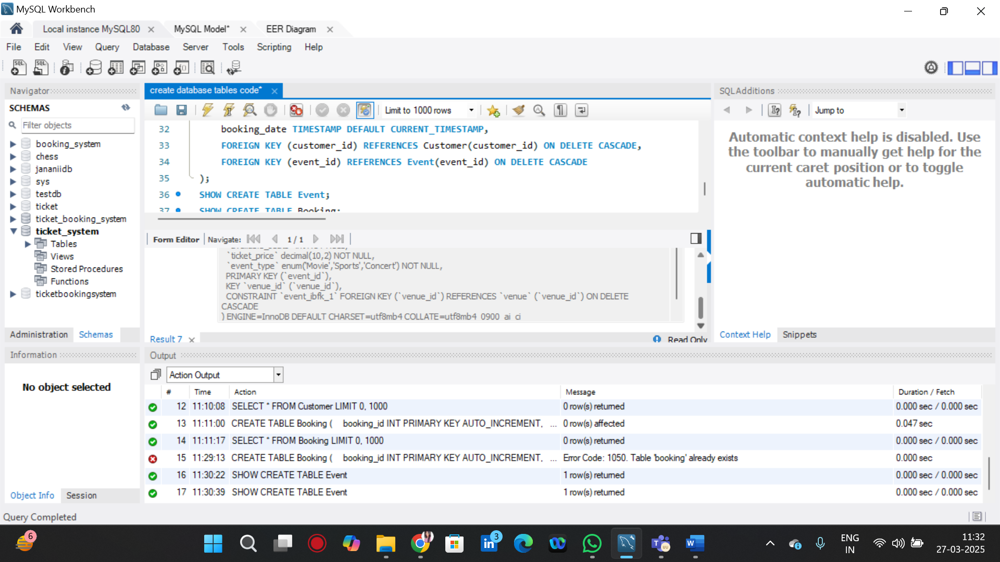 MySQL Workbench
Local instance MySQL80
MySQL Model*
EER Diagram
File Edit View Query Database Server Tools Scripting Help
Navigator
SCHEMAS
Filter objects
booking_system
chess
jananiidb
sys
testdb
ticket
ticket_booking_system
ticket_system
Tables
Views
Stored Procedures
Functions
ticketbookingsystem
Administration Schemas
Information
No object selected
Object Info Session
create database tables code*
Limit to 1000 rows
32 booking_date TIMESTAMP DEFAULT CURRENT_TIMESTAMP,
33 FOREIGN KEY (customer_id) REFERENCES Customer(customer_id) ON DELETE CASCADE,
34 FOREIGN KEY (event_id) REFERENCES Event(event_id) ON DELETE CASCADE
35 );
36 SHOW CREATE TABLE Event;
37 SHOW CREATE TABLE Booking;
Form Editor Navigate: 1 / 1
`ticket_price` decimal(10,2) NOT NULL,
`event_type` enum('Movie','Sports','Concert') NOT NULL,
PRIMARY KEY (`event_id`),
KEY `venue_id` (`venue_id`),
CONSTRAINT `event_ibfk_1` FOREIGN KEY (`venue_id`) REFERENCES `venue` (`venue_id`) ON DELETE
CASCADE
) ENGINE=InnoDB DEFAULT CHARSET=utf8mb4 COLLATE=utf8mb4_0900_ai_ci
Result 7
Read Only
SQLAdditions
Jump to
Automatic context help is disabled. Use
the toolbar to manually get help for the
current caret position or to toggle
automatic help.
Context Help Snippets
Output
Action Output
# Time Action Message Duration / Fetch
12 11:10:08 SELECT * FROM Customer LIMIT 0, 1000 0 row(s) returned 0.000 sec / 0.000 sec
13 11:11:00 CREATE TABLE Booking ( booking_id INT PRIMARY KEY AUTO_INCREMENT, ... 0 row(s) affected 0.047 sec
14 11:11:17 SELECT * FROM Booking LIMIT 0, 1000 0 row(s) returned 0.000 sec / 0.000 sec
15 11:29:13 CREATE TABLE Booking ( booking_id INT PRIMARY KEY AUTO_INCREMENT, ... Error Code: 1050. Table 'booking' already exists 0.000 sec
16 11:30:22 SHOW CREATE TABLE Event 1 row(s) returned 0.000 sec / 0.000 sec
17 11:30:39 SHOW CREATE TABLE Event 1 row(s) returned 0.000 sec / 0.000 sec
Query Completed
6
3
ENG
IN
11:32
27-03-2025